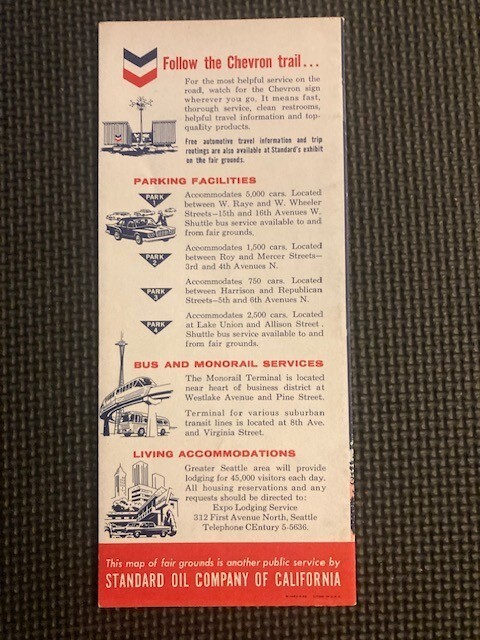 Follow the Chevron trail...
For the most helpful service on the
road, watch for the Chevron sign
wherever you go. It means fast,
thorough service, clean restrooms,
helpful travel information and top-
quality products.
Free automotive travel information and trip
routings are also available at Standard's exhibit
on the fair grounds.
PARKING FACILITIES
PARK
1
Accommodates 5,000 cars. Located
between W. Raye and W. Wheeler
Streets—15th and 16th Avenues W.
Shuttle bus service available to and
from fair grounds.
PARK
2
Accommodates 1,500 cars. Located
between Roy and Mercer Streets—
3rd and 4th Avenues N.
PARK
3
Accommodates 750 cars. Located
between Harrison and Republican
Streets—5th and 6th Avenues N.
PARK
4
Accommodates 2,500 cars. Located
at Lake Union and Allison Street.
Shuttle bus service available to and
from fair grounds.
BUS AND MONORAIL SERVICES
The Monorail Terminal is located
near heart of business district at
Westlake Avenue and Pine Street.
Terminal for various suburban
transit lines is located at 8th Ave.
and Virginia Street.
LIVING ACCOMMODATIONS
Greater Seattle area will provide
lodging for 45,000 visitors each day.
All housing reservations and any
requests should be directed to:
Expo Lodging Service
312 First Avenue North, Seattle
Telephone CEntury 5-5636.
This map of fair grounds is another public service by
STANDARD OIL COMPANY OF CALIFORNIA